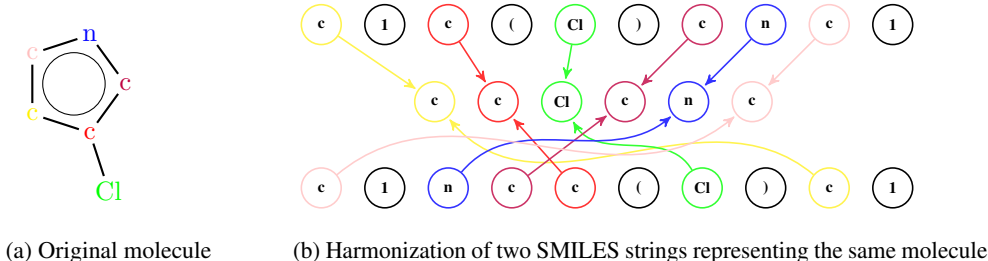 n
c
c
c
c
Cl
c 1 c ( Cl ) c n c 1
c c Cl c n c
c 1 n c c ( Cl ) c 1
(a) Original molecule
(b) Harmonization of two SMILES strings representing the same molecule